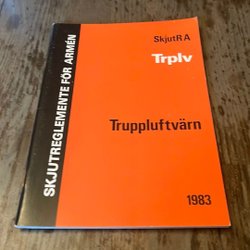 SKJUTREGLEMENTE FÖR ARMÉN
SkjutR A
Trplv
Truppluftvärn
1983